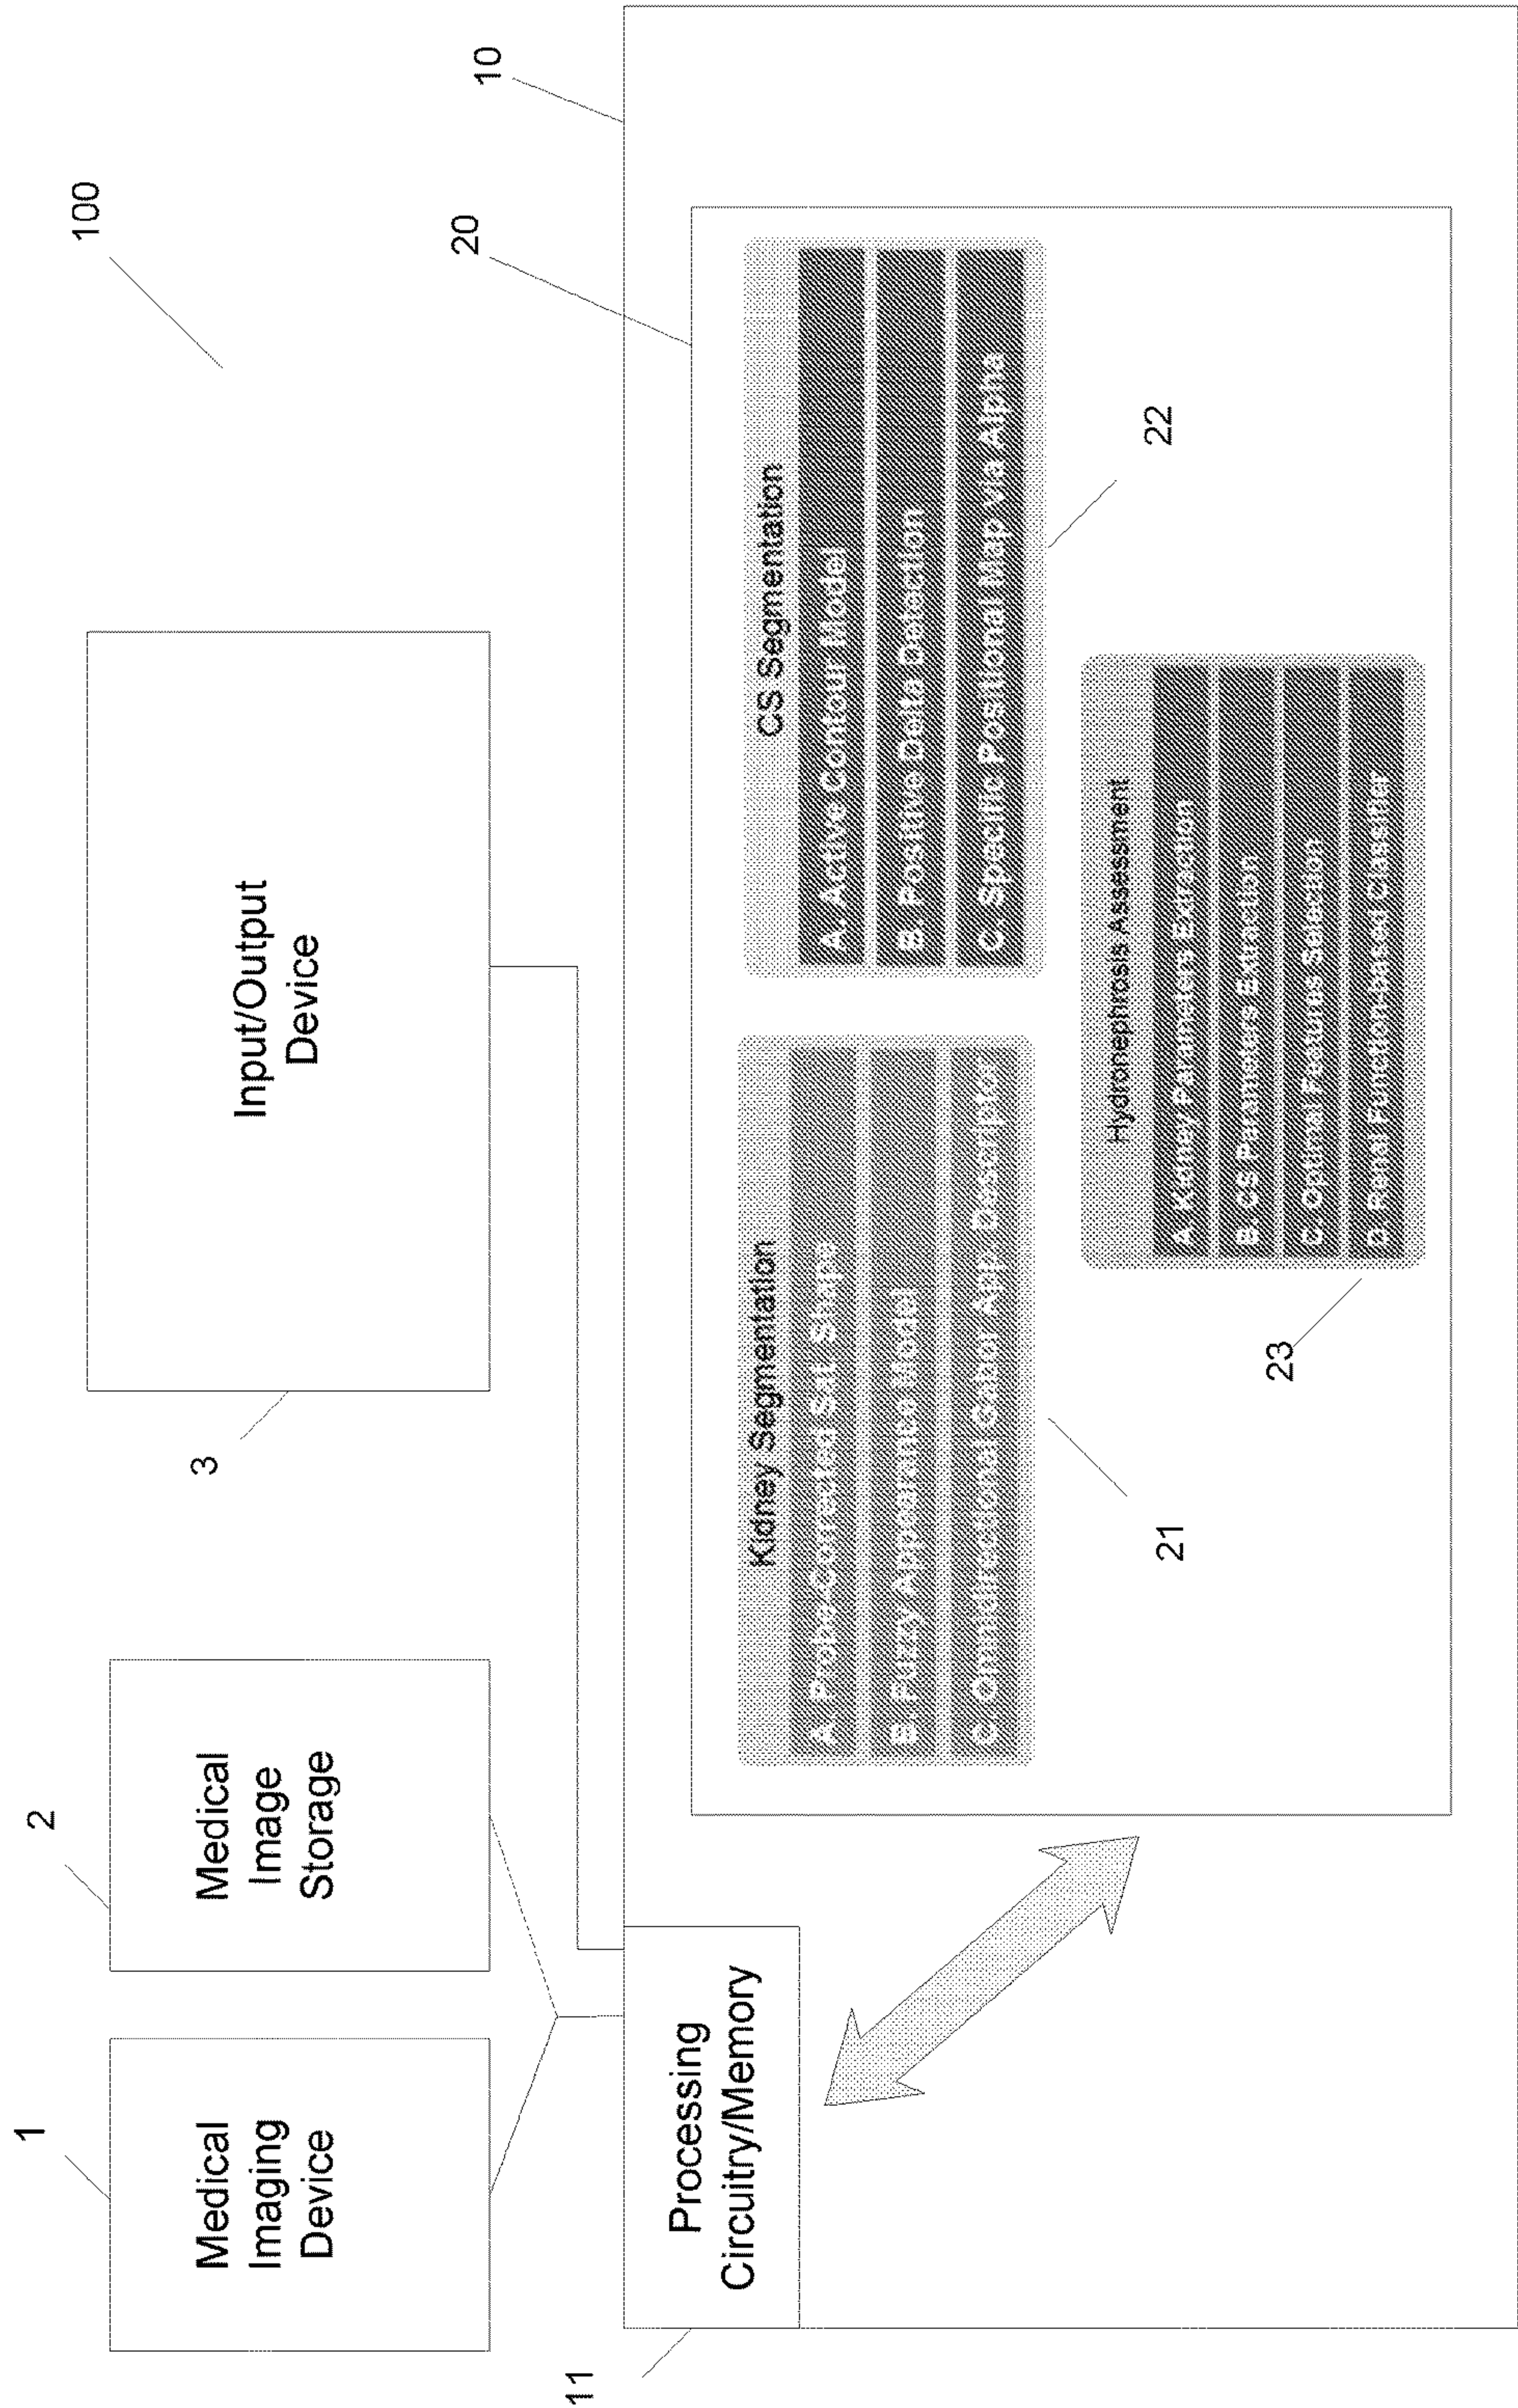 100
1
Medical
Imaging
Device
2
Medical
Image
Storage
3
Input/Output
Device
10
11
Processing
Circuitry/Memory
20
Kidney Segmentation
A. Probe-Corrected Sat. Shape
B. Fuzzy Appearance Model
C. Omnidirectional Gabor App. Descriptor
21
CS Segmentation
A. Active Contour Model
B. Positive Delta Detection
C. Specific Positional Map Via Alpha
22
Hydronephrosis Assessment
A. Kidney Parameters Extraction
B. CS Parameters Extraction
C. Optimal Features Selection
D. Renal Function-based Classifier
23